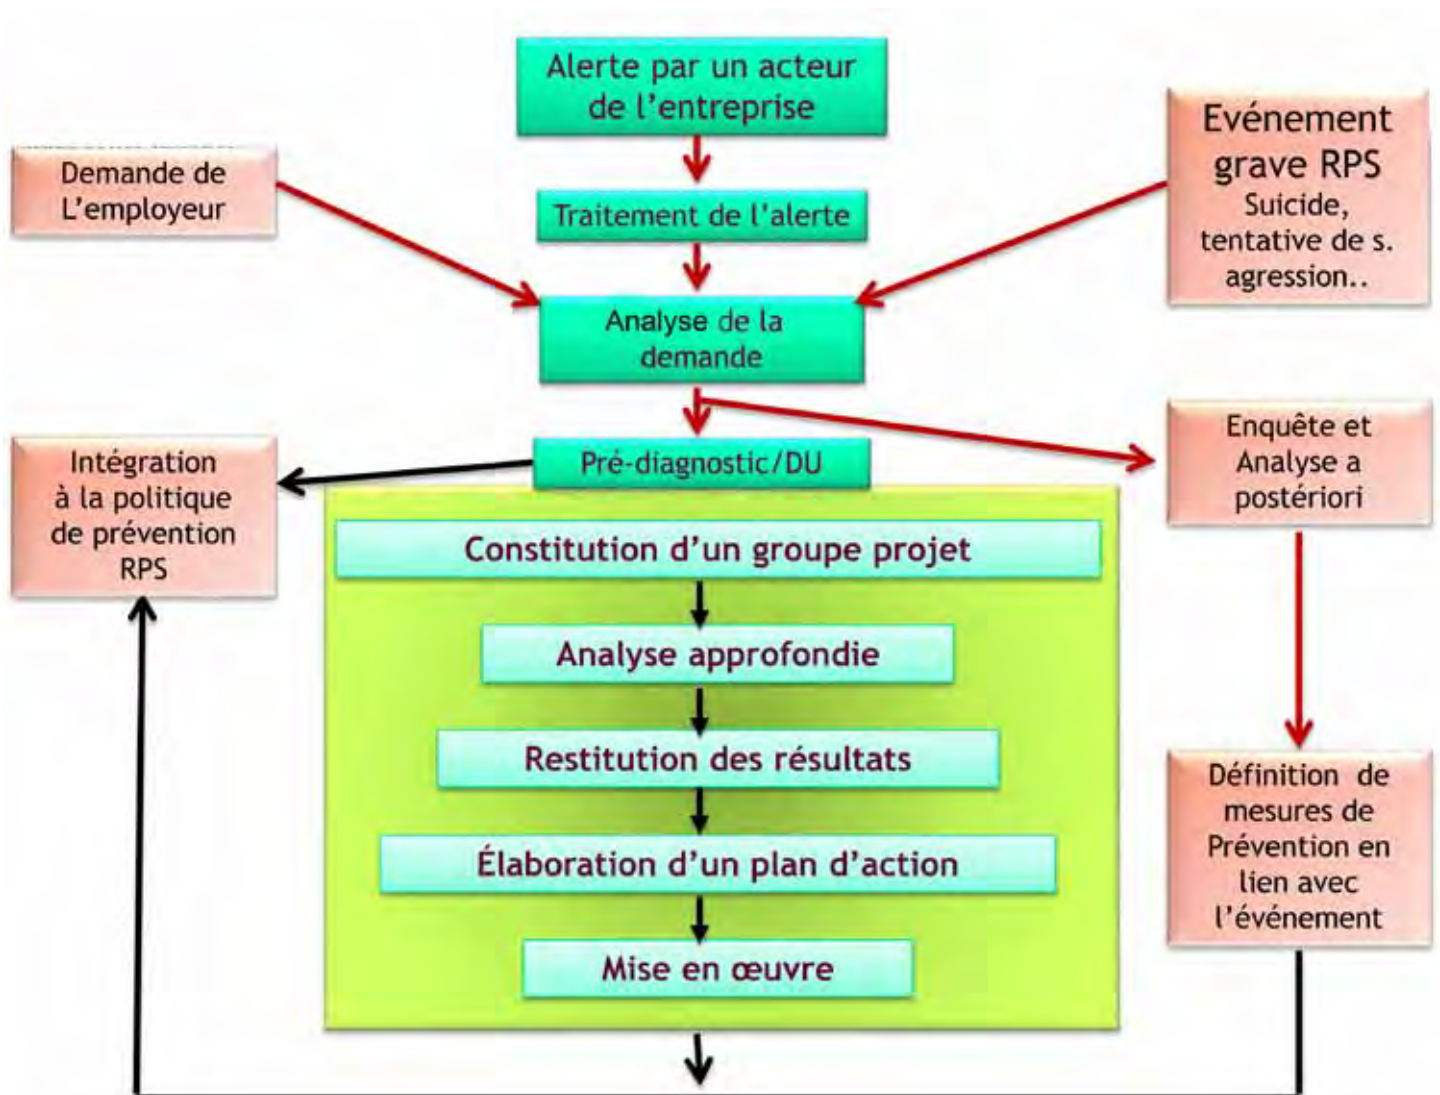 Alerte par un acteur
de l'entreprise
Evénement
grave RPS
Suicide,
tentative de s.
agression..
Demande de
L'employeur
Traitement de l'alerte
Analyse de la
demande
Pré-diagnostic/DU
Enquête et
Analyse a
postériori
Intégration
à la politique
de prévention
RPS
Constitution d'un groupe projet
Analyse approfondie
Restitution des résultats
Élaboration d'un plan d'action
Mise en œuvre
Définition de
mesures de
Prévention en
lien avec
l'événement